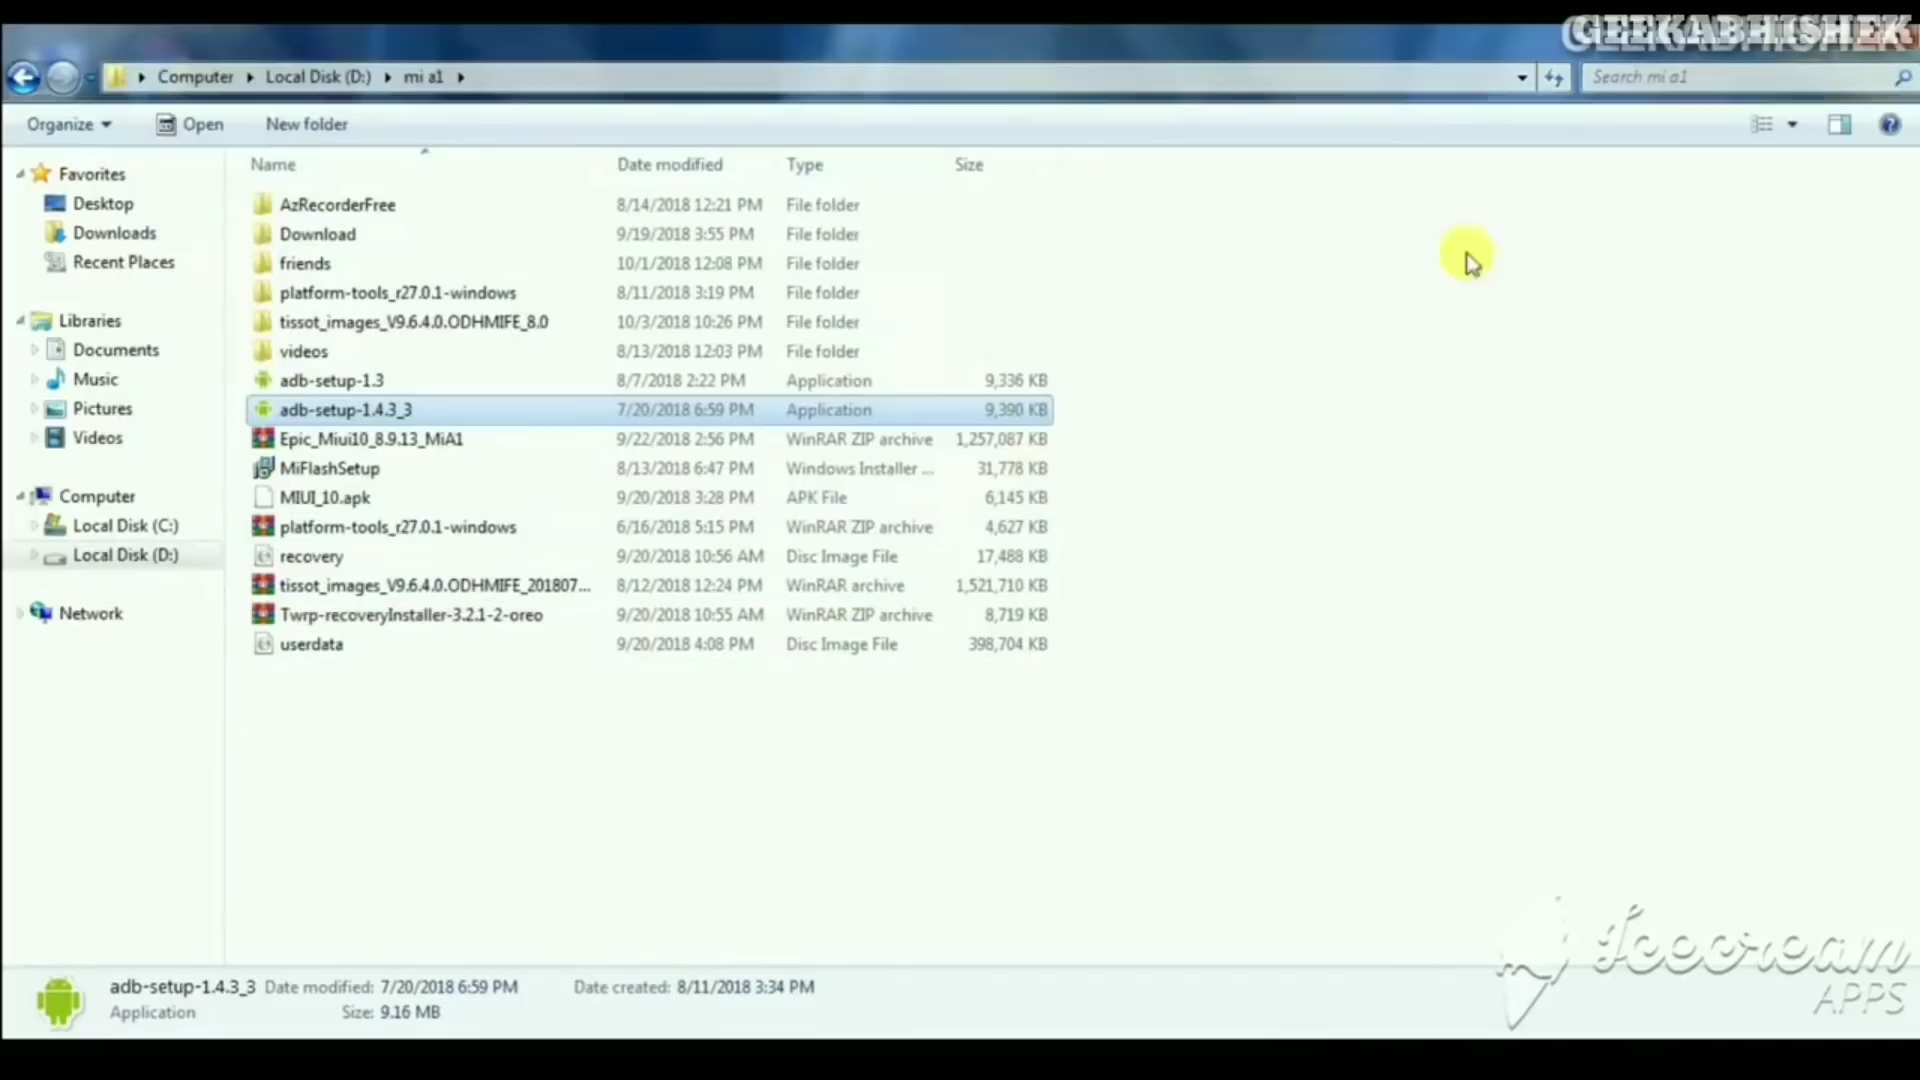 GEEKABHISHEK
Computer Local Disk (D:) mi a1 Search mi a1
Organize Open New folder
Name Date modified Type Size
Favorites
Desktop
Downloads
Recent Places
Libraries
Documents
Music
Pictures
Videos
Computer
Local Disk (C:)
Local Disk (D:)
Network
AzRecorderFree 8/14/2018 12:21 PM File folder
Download 9/19/2018 3:55 PM File folder
friends 10/1/2018 12:08 PM File folder
platform-tools_r27.0.1-windows 8/11/2018 3:19 PM File folder
tissot_images_V9.6.4.0.ODHMIFE_8.0 10/3/2018 10:26 PM File folder
videos 8/13/2018 12:03 PM File folder
adb-setup-1.3 8/7/2018 2:22 PM Application 9,336 KB
adb-setup-1.4.3_3 7/20/2018 6:59 PM Application 9,390 KB
Epic_Miui10_8.9.13_MiA1 9/22/2018 2:56 PM WinRAR ZIP archive 1,257,087 KB
MiFlashSetup 8/13/2018 6:47 PM Windows Installer ... 31,778 KB
MIUI_10.apk 9/20/2018 3:28 PM APK File 6,145 KB
platform-tools_r27.0.1-windows 6/16/2018 5:15 PM WinRAR ZIP archive 4,627 KB
recovery 9/20/2018 10:56 AM Disc Image File 17,488 KB
tissot_images_V9.6.4.0.ODHMIFE_201807... 8/12/2018 12:24 PM WinRAR archive 1,521,710 KB
Twrp-recoveryInstaller-3.2.1-2-oreo 9/20/2018 10:55 AM WinRAR ZIP archive 8,719 KB
userdata 9/20/2018 4:08 PM Disc Image File 398,704 KB
adb-setup-1.4.3_3 Date modified: 7/20/2018 6:59 PM Date created: 8/11/2018 3:34 PM
Application Size: 9.16 MB
Icecream
APPS